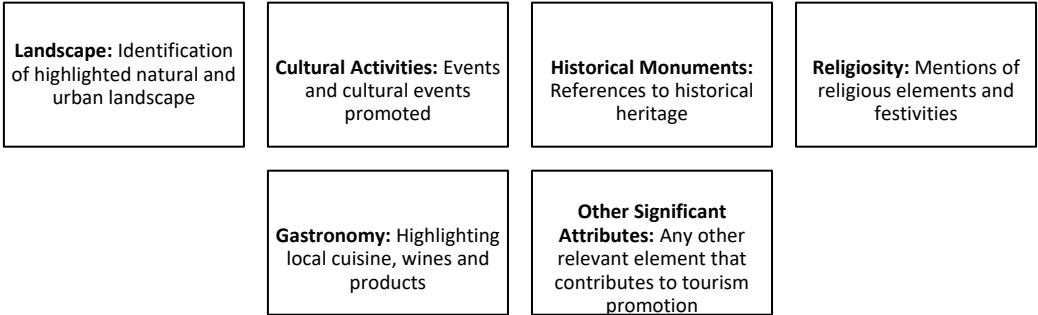 Landscape: Identification
of highlighted natural and
urban landscape
Cultural Activities: Events
and cultural events
promoted
Historical Monuments:
References to historical
heritage
Religiosity: Mentions of
religious elements and
festivities
Gastronomy: Highlighting
local cuisine, wines and
products
Other Significant
Attributes: Any other
relevant element that
contributes to tourism
promotion